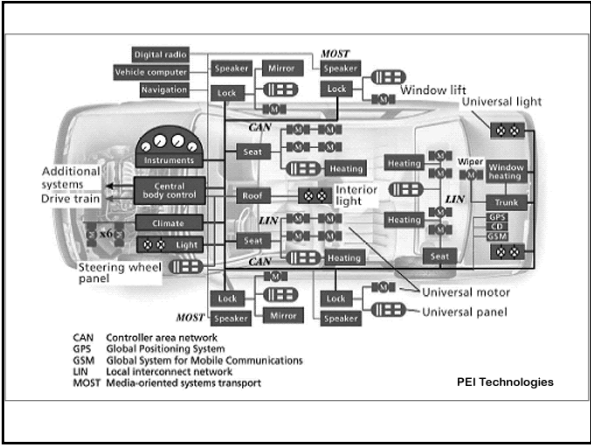 Digital radio
MOST
Vehicle computer
Speaker
Mirror
Speaker
Navigation
Lock
Lock
Window lift
Universal light
CAN
Instruments
Seat
Heating
Heating
Wiper
Window
heating
Additional
systems
Drive train
Central
body control
Roof
Interior
light
LIN
Trunk
Climate
LIN
Heating
GPS
CD
GSM
x6
Light
Seat
Heating
Seat
CAN
Steering wheel
panel
Lock
Lock
Universal motor
MOST
Speaker
Mirror
Speaker
Universal panel
CAN Controller area network
GPS Global Positioning System
GSM Global System for Mobile Communications
LIN Local interconnect network
MOST Media-oriented systems transport
PEI Technologies